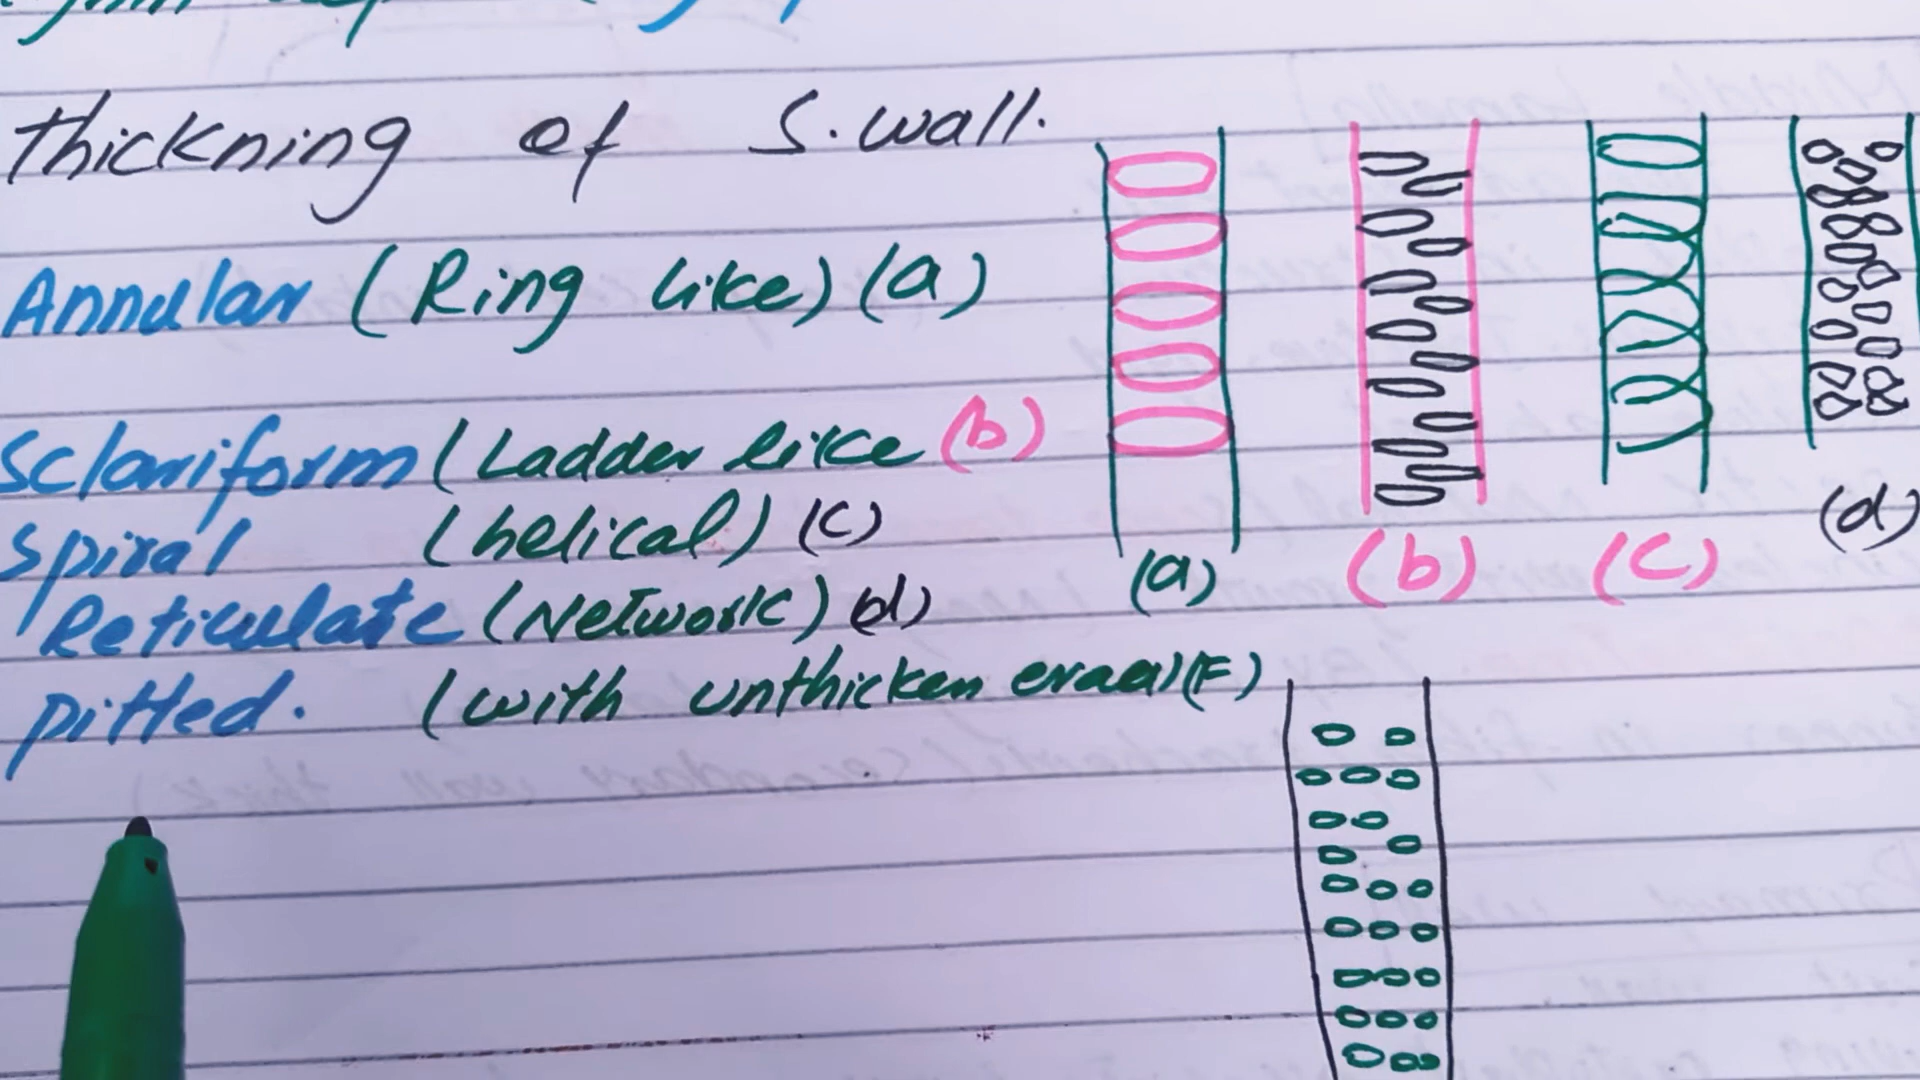 Thickning of S.wall.
Annular (Ring like) (a)
Sclariform (Ladder like (b)
Spiral (helical) (c)
Reticulate (Network) (d)
pitted. (with unthicken (F)
(a)
(b)
(c)
(d)